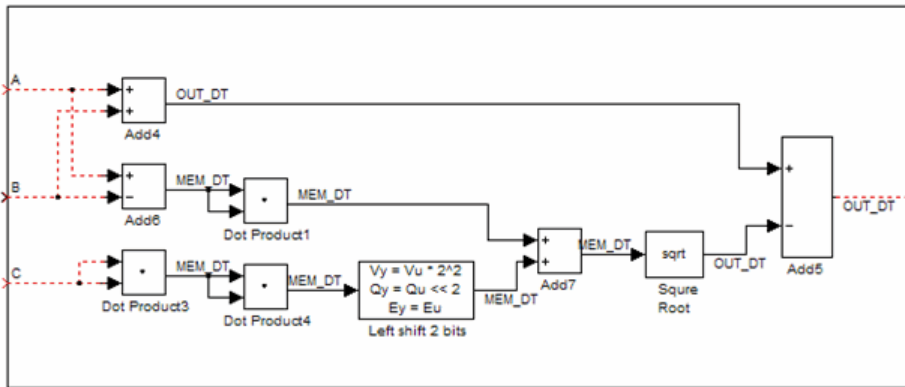 A
+
+
OUT_DT
Add4
B
+
−
MEM_DT
Add6
MEM_DT
Dot Product1
+
−
OUT_DT
Add5
C
MEM_DT
Dot Product3
MEM_DT
Dot Product4
Vy = Vu * 2^2
Qy = Qu << 2
Ey = Eu
Left shift 2 bits
MEM_DT
+
+
MEM_DT
Add7
sqrt
OUT_DT
Squre
Root